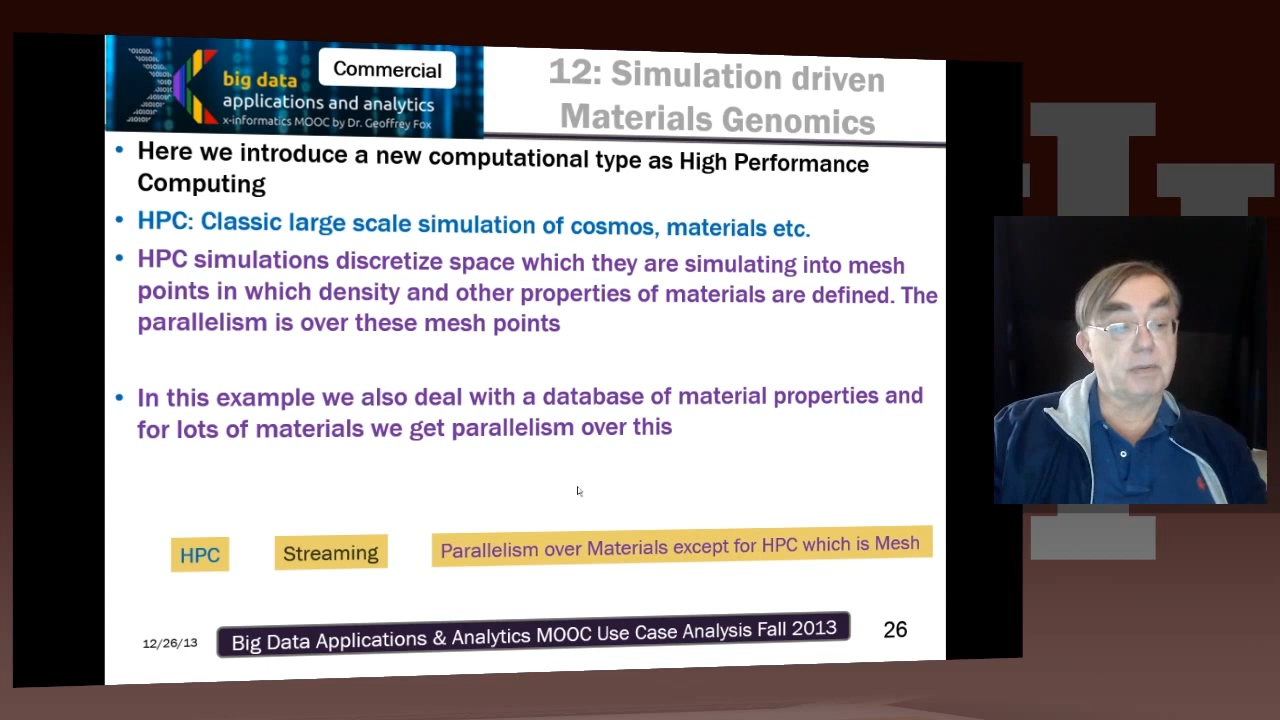 Commercial
big data
applications and analytics
x-informatics MOOC by Dr. Geoffrey Fox
12: Simulation driven
Materials Genomics
• Here we introduce a new computational type as High Performance
Computing
• HPC: Classic large scale simulation of cosmos, materials etc.
• HPC simulations discretize space which they are simulating into mesh
points in which density and other properties of materials are defined. The
parallelism is over these mesh points
• In this example we also deal with a database of material properties and
for lots of materials we get parallelism over this
HPC
Streaming
Parallelism over Materials except for HPC which is Mesh
12/26/13
Big Data Applications & Analytics MOOC Use Case Analysis Fall 2013
26